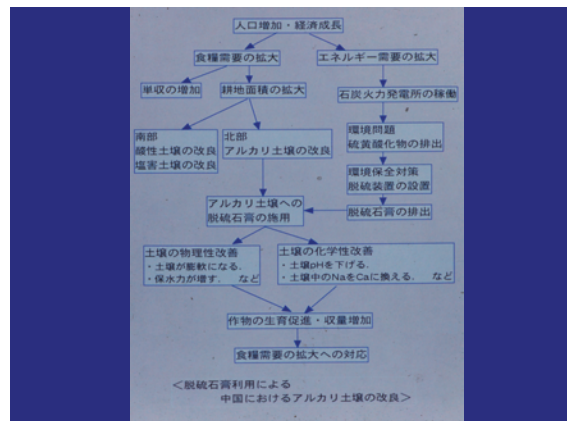 人口増加・経済成長
食糧需要の拡大
エネルギー需要の拡大
単収の増加
耕地面積の拡大
石炭火力発電所の稼働
南部
酸性土壌の改良
塩害土壌の改良
北部
アルカリ土壌の改良
環境問題
硫黄酸化物の排出
環境保全対策
脱硫装置の設置
アルカリ土壌への
脱硫石膏の施用
脱硫石膏の排出
土壌の物理性改善
・土壌が膨軟になる.
・保水力が増す. など
土壌の化学性改善
・土壌pHを下げる.
・土壌中のNaをCaに換える. など
作物の生育促進・収量増加
食糧需要の拡大への対応
＜脱硫石膏利用による
中国におけるアルカリ土壌の改良＞